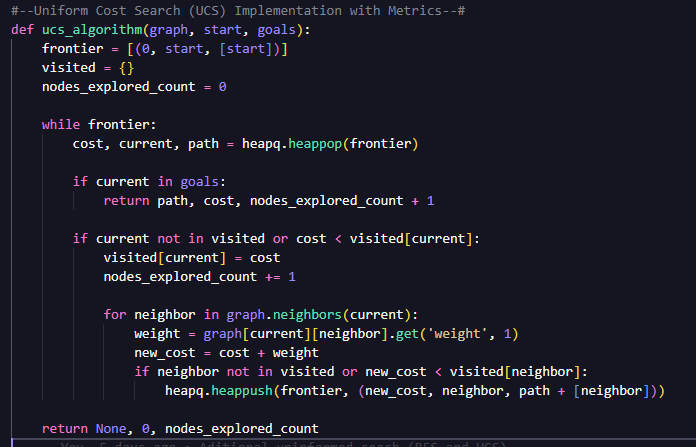 #--Uniform Cost Search (UCS) Implementation with Metrics--#
def ucs_algorithm(graph, start, goals):
    frontier = [(0, start, [start])]
    visited = {}
    nodes_explored_count = 0

    while frontier:
        cost, current, path = heapq.heappop(frontier)

        if current in goals:
            return path, cost, nodes_explored_count + 1

        if current not in visited or cost < visited[current]:
            visited[current] = cost
            nodes_explored_count += 1

            for neighbor in graph.neighbors(current):
                weight = graph[current][neighbor].get('weight', 1)
                new_cost = cost + weight
                if neighbor not in visited or new_cost < visited[neighbor]:
                    heapq.heappush(frontier, (new_cost, neighbor, path + [neighbor]))

    return None, 0, nodes_explored_count